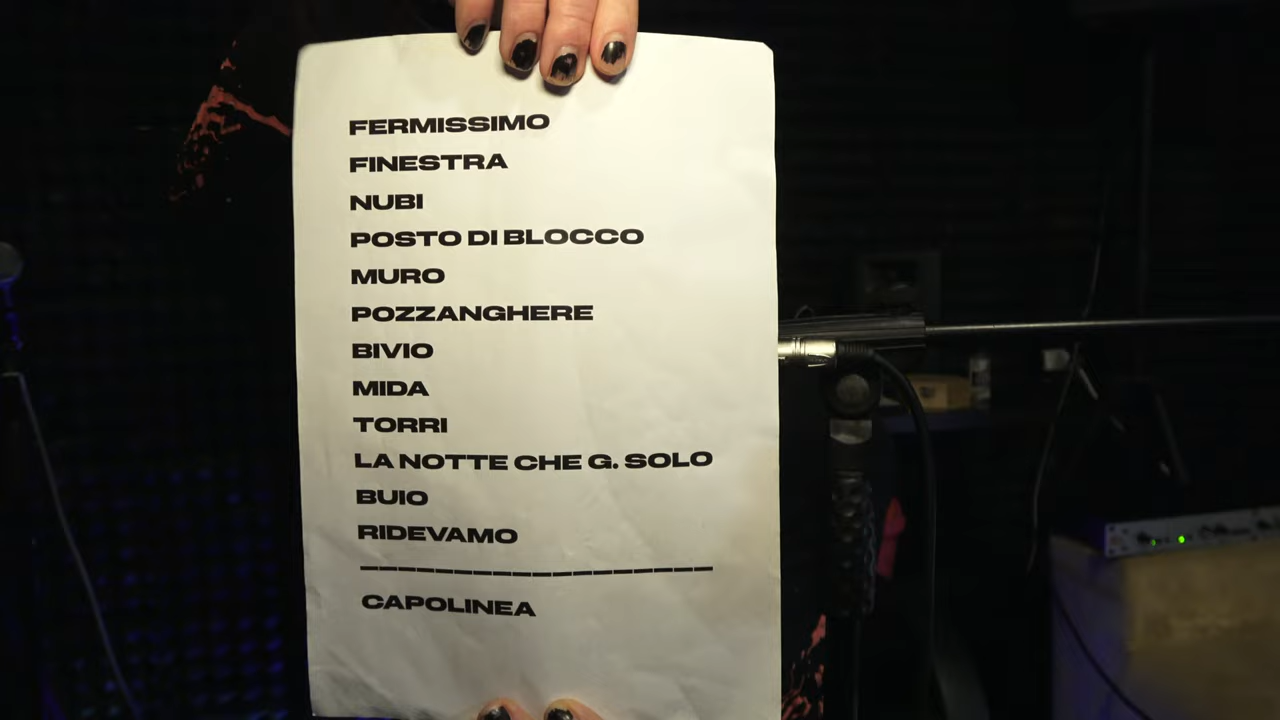 FERMISSIMO
FINESTRA
NUBI
POSTO DI BLOCCO
MURO
POZZANGHERE
BIVIO
MIDA
TORRI
LA NOTTE CHE G. SOLO
BUIO
RIDEVAMO
------------------
CAPOLINEA